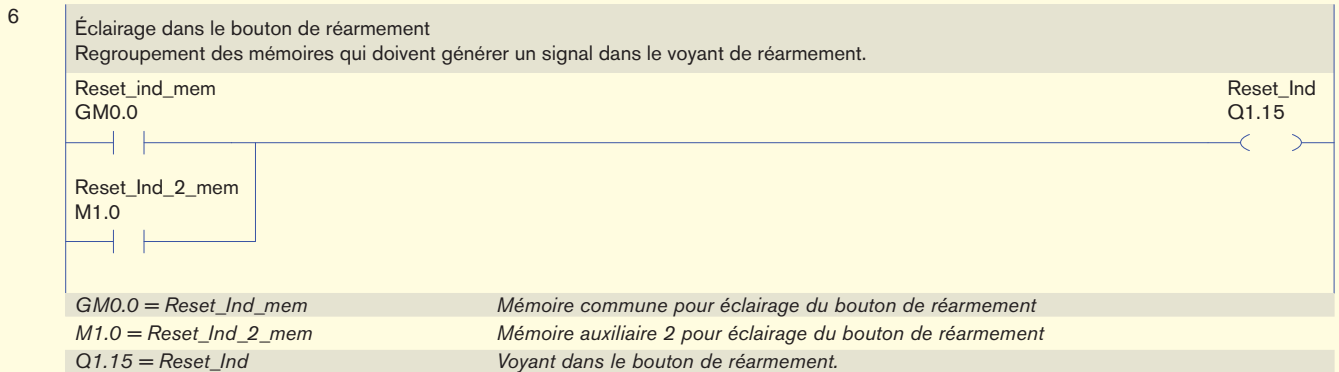 6
Éclairage dans le bouton de réarmement
Regroupement des mémoires qui doivent générer un signal dans le voyant de réarmement.
Reset_ind_mem Reset_Ind
GM0.0 Q1.15
Reset_Ind_2_mem
M1.0
GM0.0 = Reset_Ind_mem Mémoire commune pour éclairage du bouton de réarmement
M1.0 = Reset_Ind_2_mem Mémoire auxiliaire 2 pour éclairage du bouton de réarmement
Q1.15 = Reset_Ind Voyant dans le bouton de réarmement.